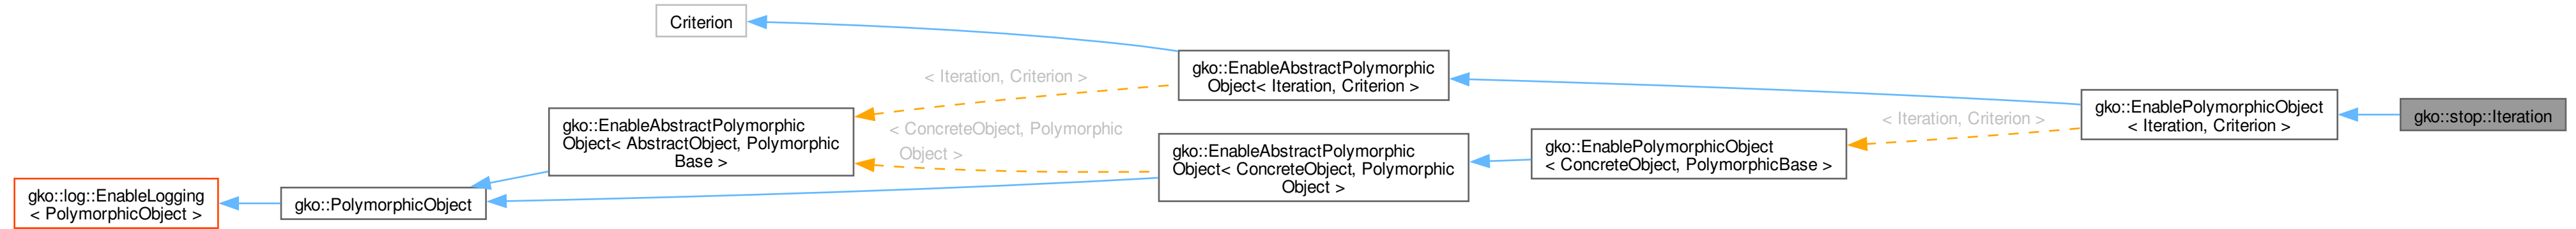 Criterion
gko::EnableAbstractPolymorphic
Object< Iteration, Criterion >
< Iteration, Criterion >
gko::EnablePolymorphicObject
< Iteration, Criterion >
gko::stop::Iteration
gko::EnableAbstractPolymorphic
Object< AbstractObject, Polymorphic
Base >
< ConcreteObject, Polymorphic
Object >
gko::EnableAbstractPolymorphic
Object< ConcreteObject, Polymorphic
Object >
gko::EnablePolymorphicObject
< ConcreteObject, PolymorphicBase >
< Iteration, Criterion >
gko::log::EnableLogging
< PolymorphicObject >
gko::PolymorphicObject